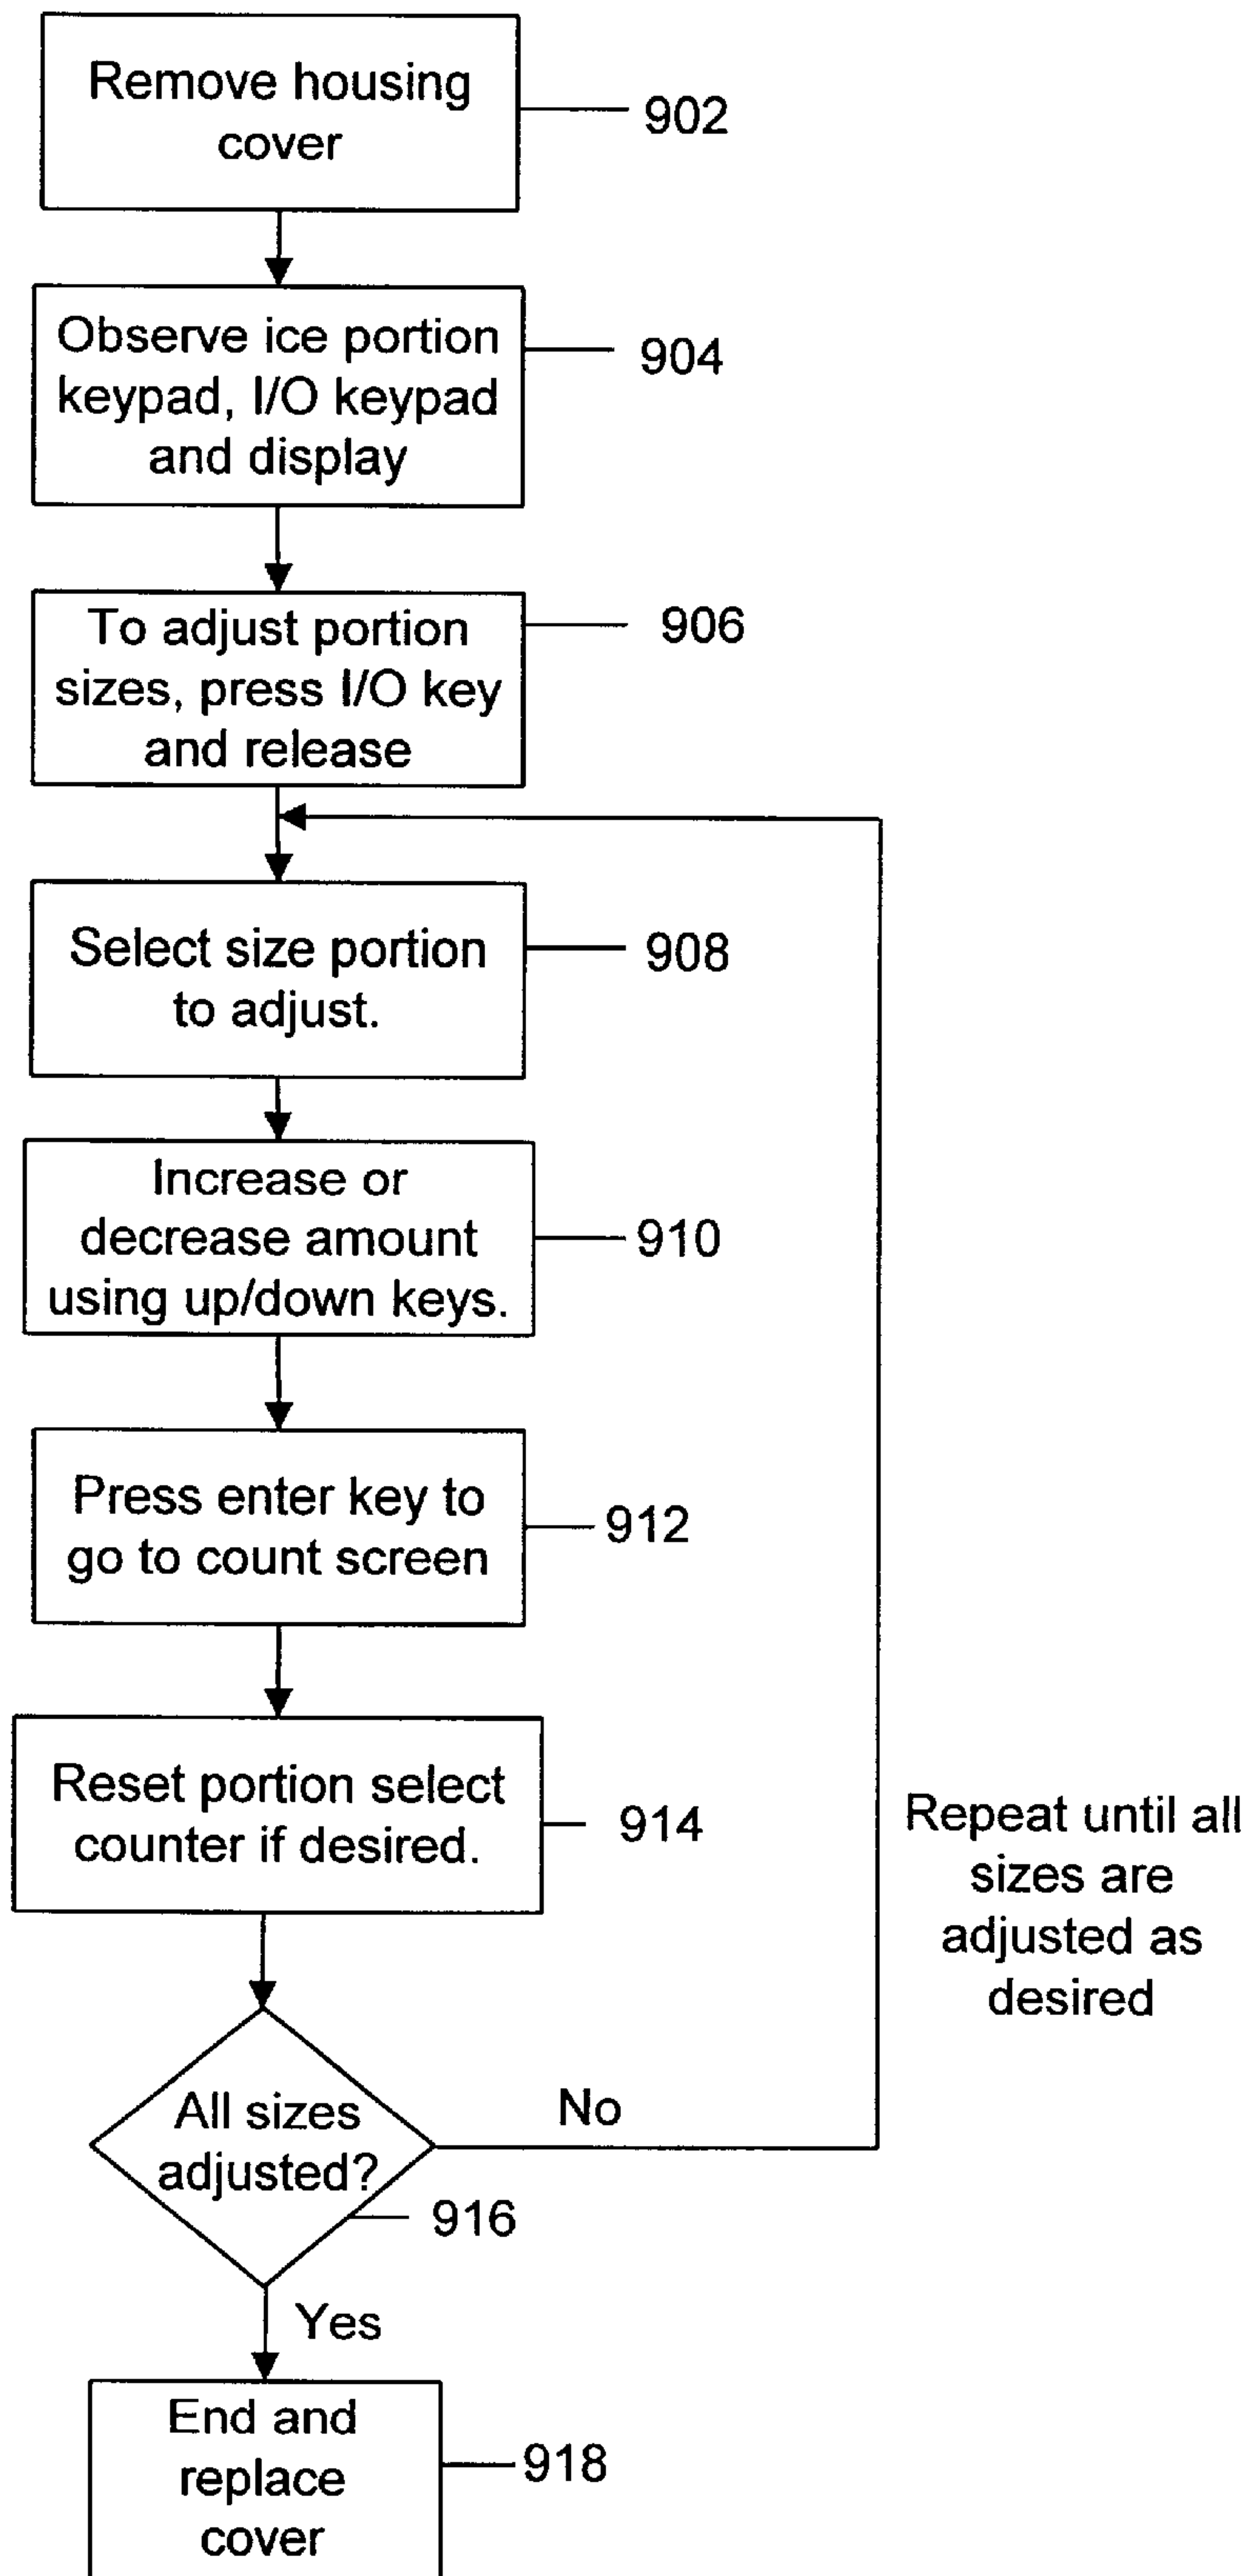 Remove housing
cover
902
Observe ice portion
keypad, I/O keypad
and display
904
To adjust portion
sizes, press I/O key
and release
906
Select size portion
to adjust.
908
Increase or
decrease amount
using up/down keys.
910
Press enter key to
go to count screen
912
Reset portion select
counter if desired.
914
Repeat until all
sizes are
adjusted as
desired
All sizes
adjusted?
No
916
Yes
End and
replace
cover
918